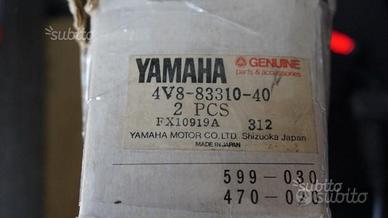 subito
YAMAHA
GENUINE
parts & accessories
4V8-83310-40
2 PCS
FX10919A 312
YAMAHA MOTOR CO., LTD. Shizuoka Japan
MADE IN JAPAN
599-030
subito
subito